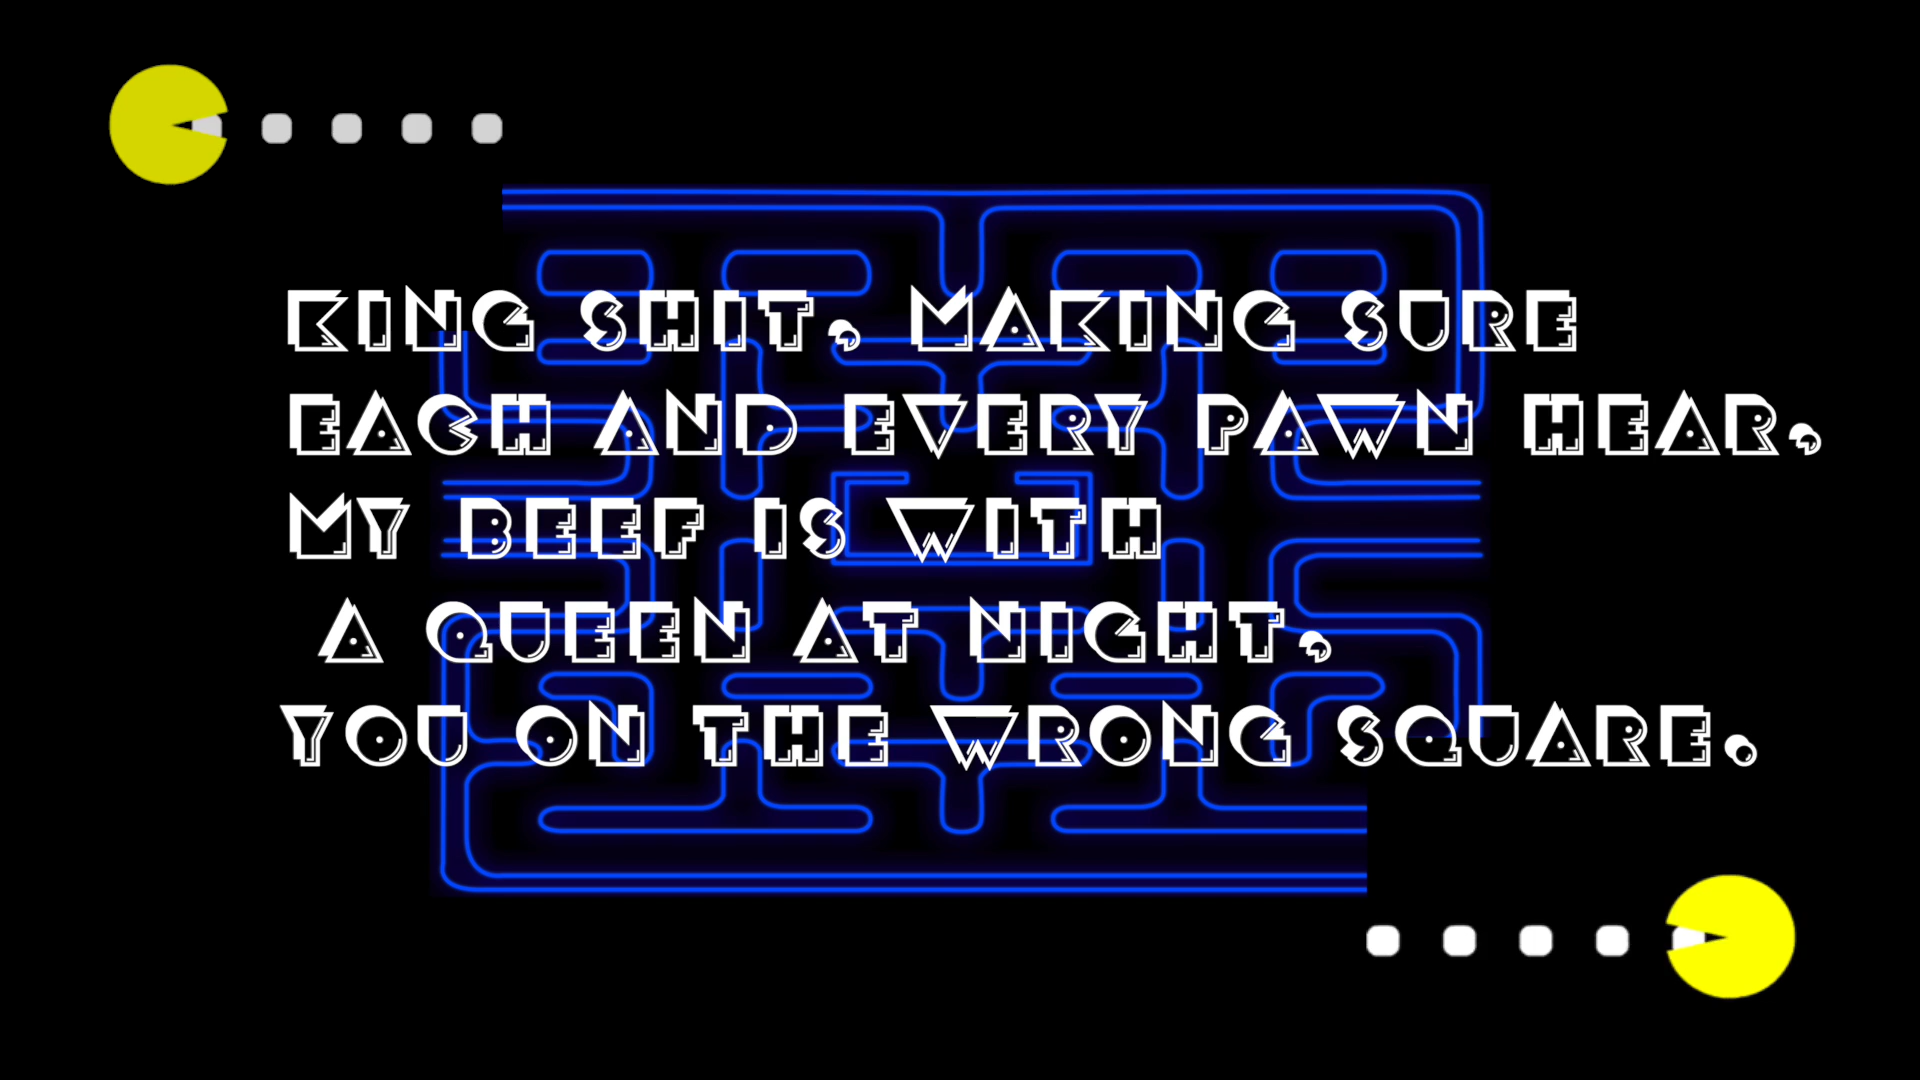 KING SHIT, MAKING SURE
EACH AND EVERY PAWN HEAR,
MY BEEF IS WITH
A QUEEN AT NIGHT,
YOU ON THE WRONG SQUARE.